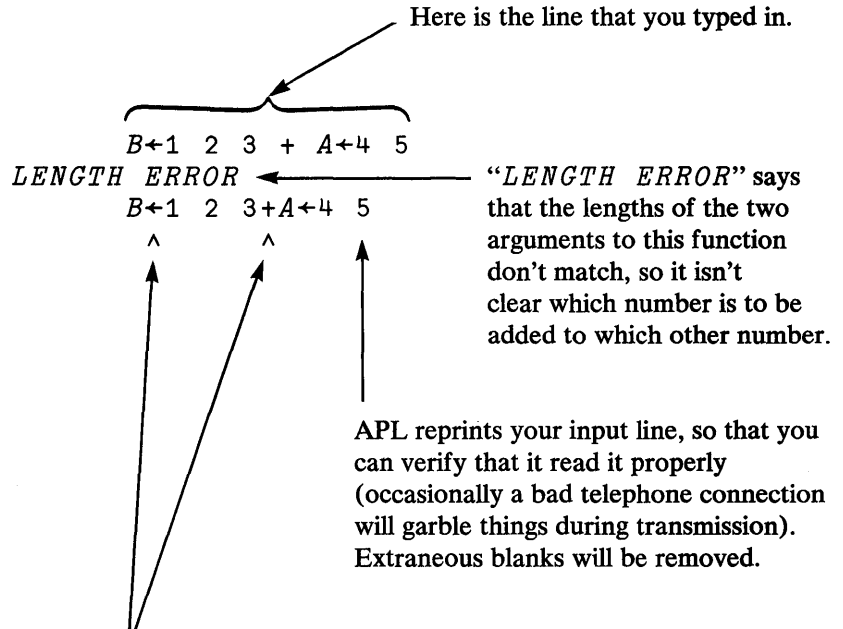 Here is the line that you typed in.
B←1 2 3 + A←4 5
LENGTH ERROR
B←1 2 3+A←4 5
∧ ∧
“LENGTH ERROR” says
that the lengths of the two
arguments to this function
don't match, so it isn't
clear which number is to be
added to which other number.
APL reprints your input line, so that you
can verify that it read it properly
(occasionally a bad telephone connection
will garble things during transmission).
Extraneous blanks will be removed.